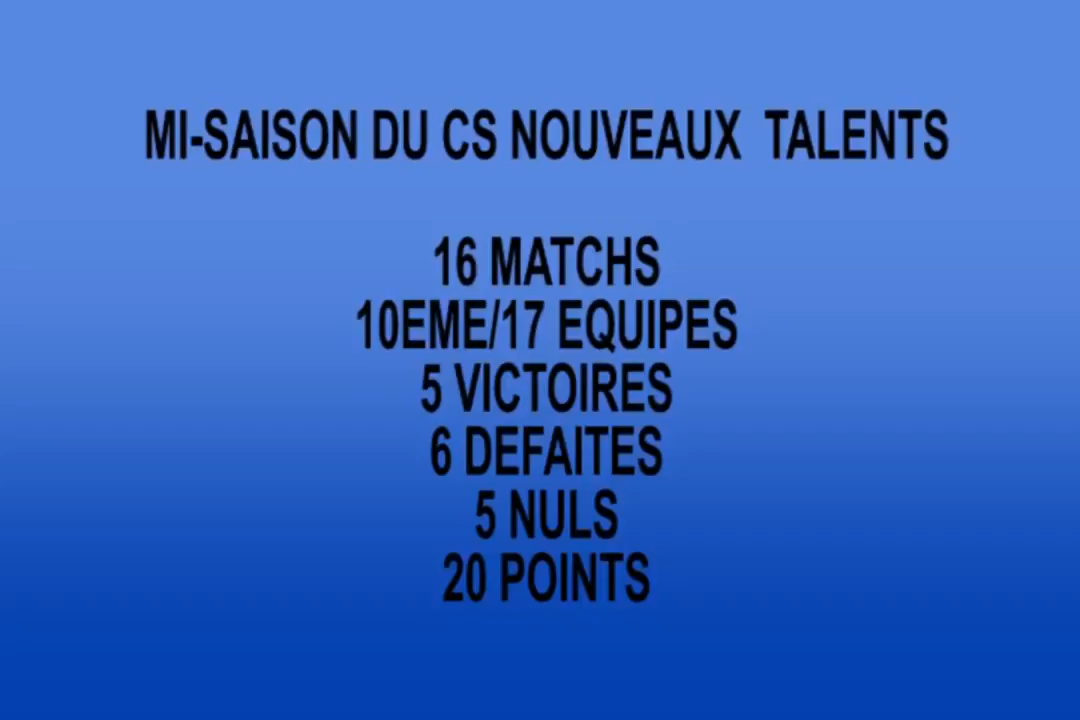 MI-SAISON DU CS NOUVEAUX TALENTS
16 MATCHS
10EME/17 EQUIPES
5 VICTOIRES
6 DEFAITES
5 NULS
20 POINTS